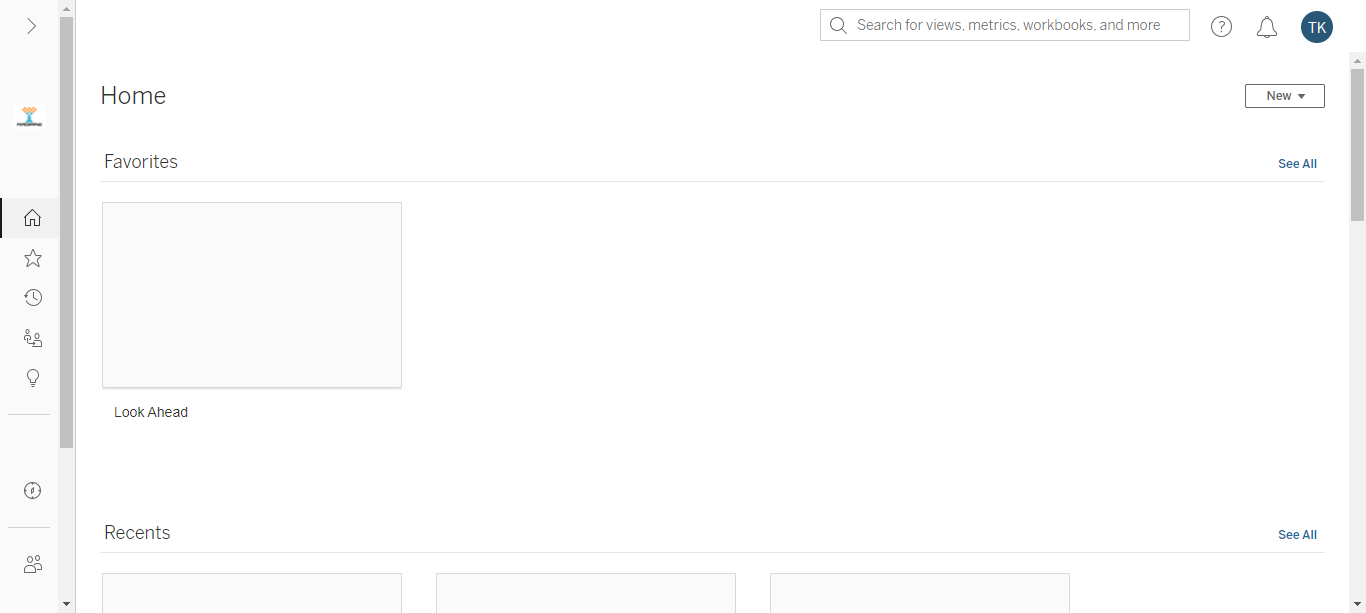 Search for views, metrics, workbooks, and more
TK
Home
New
Favorites
See All
Look Ahead
Recents
See All